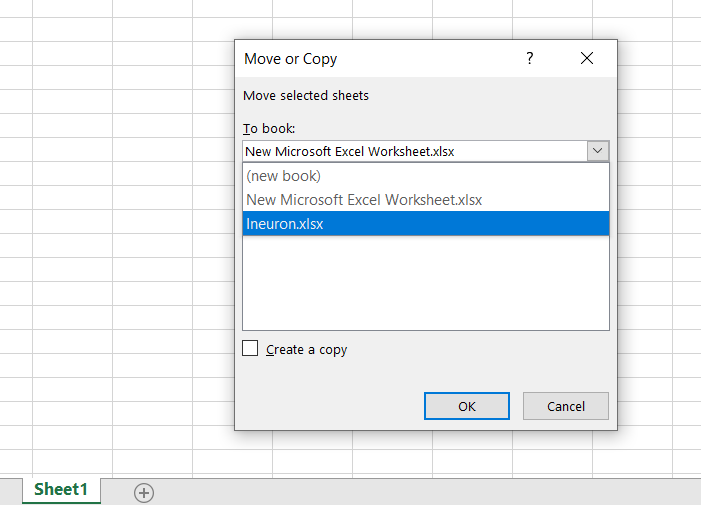 Move or Copy
?
Move selected sheets
To book:
New Microsoft Excel Worksheet.xlsx
(new book)
New Microsoft Excel Worksheet.xlsx
Ineuron.xlsx
Create a copy
OK
Cancel
Sheet1